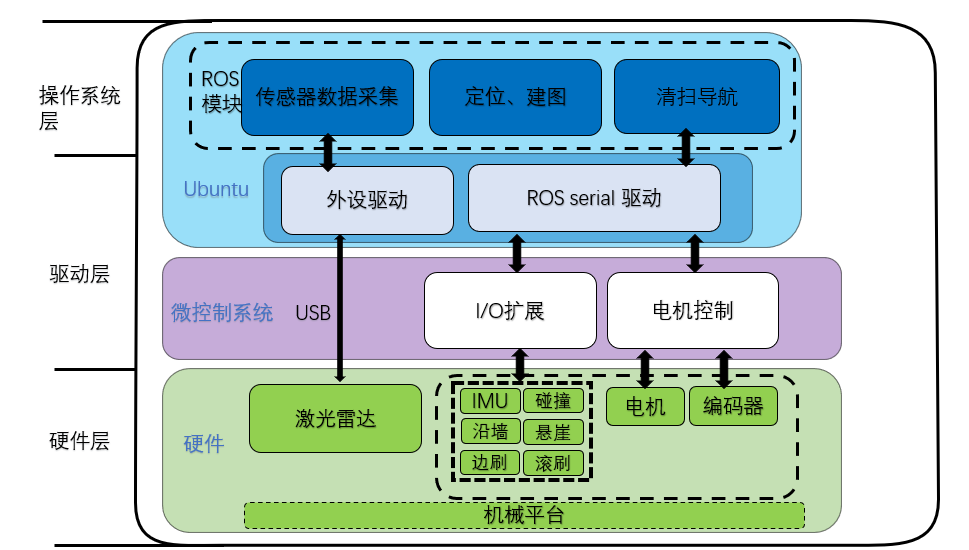 操作系统
层
ROS
模块
传感器数据采集
定位、建图
清扫导航
Ubuntu
外设驱动
ROS serial 驱动
驱动层
微控制系统
USB
I/O扩展
电机控制
硬件层
硬件
激光雷达
IMU
碰撞
沿墙
悬崖
边刷
滚刷
电机
编码器
机械平台